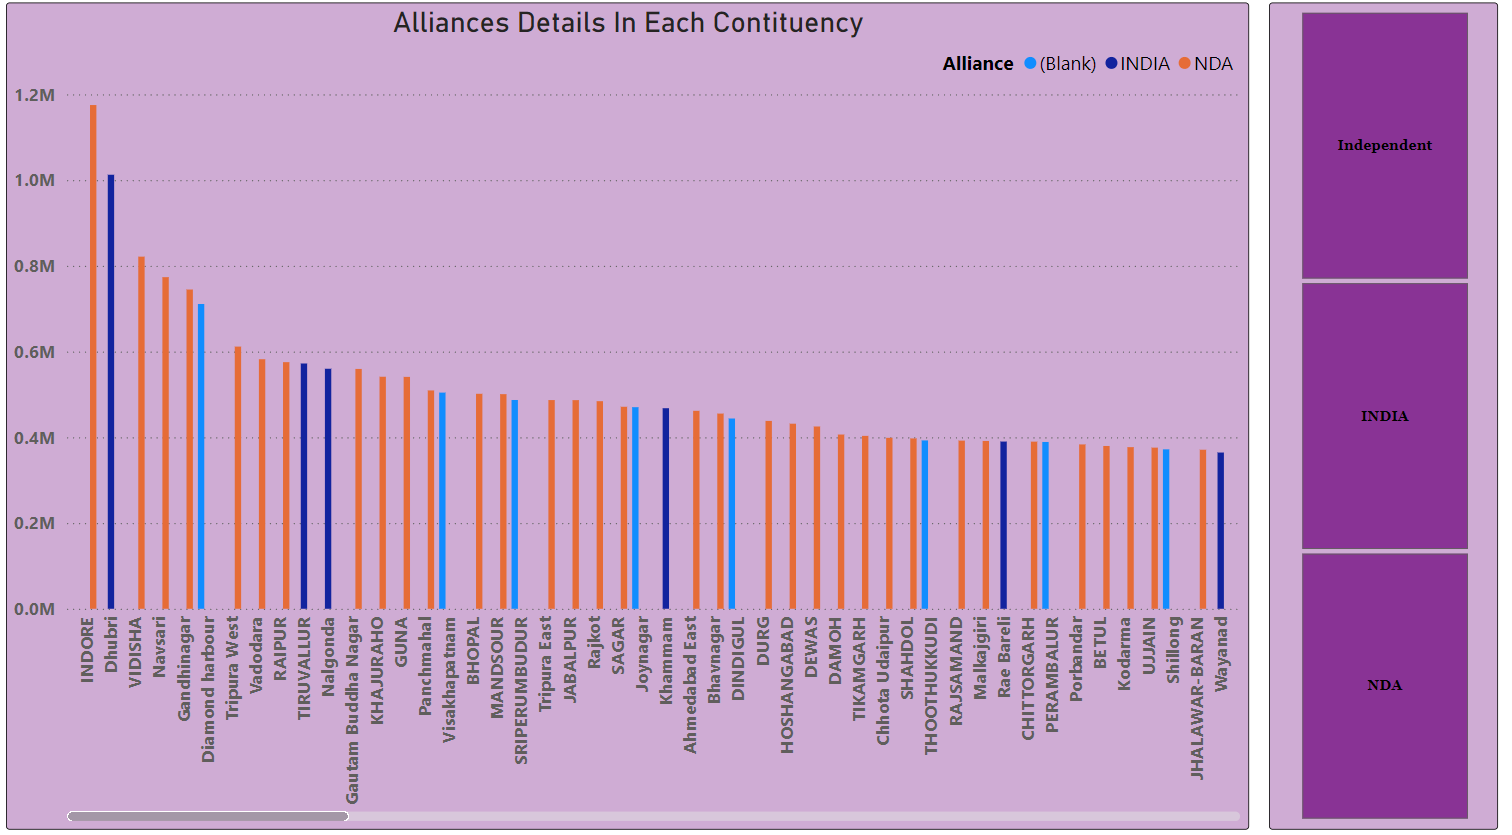 Alliances Details In Each Contituency
Alliance (Blank) INDIA NDA
1.2M
1.0M
0.8M
0.6M
0.4M
0.2M
0.0M
INDORE
Dhubri
VIDISHA
Navsari
Gandhinagar
Diamond harbour
Tripura West
Vadodara
RAIPUR
TIRUVALLUR
Nalgonda
Gautam Buddha Nagar
KHAJURAHO
GUNA
Panchmahal
Visakhapatnam
BHOPAL
MANDSOUR
SRIPERUMBUDUR
Tripura East
JABALPUR
Rajkot
SAGAR
Joynagar
Khammam
Ahmedabad East
Bhavnagar
DINDIGUL
DURG
HOSHANGABAD
DEWAS
DAMOH
TIKAMGARH
Chhota Udaipur
SHAHDOL
THOOTHUKKUDI
RAJSAMAND
Malkajgiri
Rae Bareli
CHITTORGARH
PERAMBALUR
Porbandar
BETUL
Kodarma
UJJAIN
Shillong
JHALAWAR-BARAN
Wayanad
Independent
INDIA
NDA